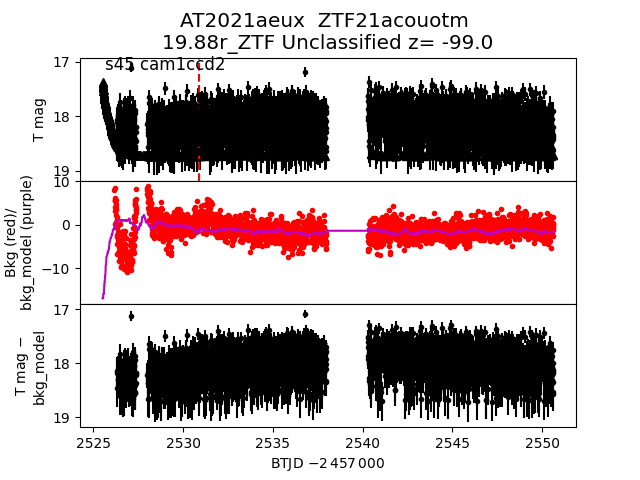 AT2021aeux ZTF21acouotm
19.88r_ZTF Unclassified z= -99.0
s45 cam1ccd2
T mag
17
18
19
Bkg (red)/
bkg_model (purple)
10
0
−10
T mag −
bkg_model
17
18
19
2525
2530
2535
2540
2545
2550
BTJD −2 457 000